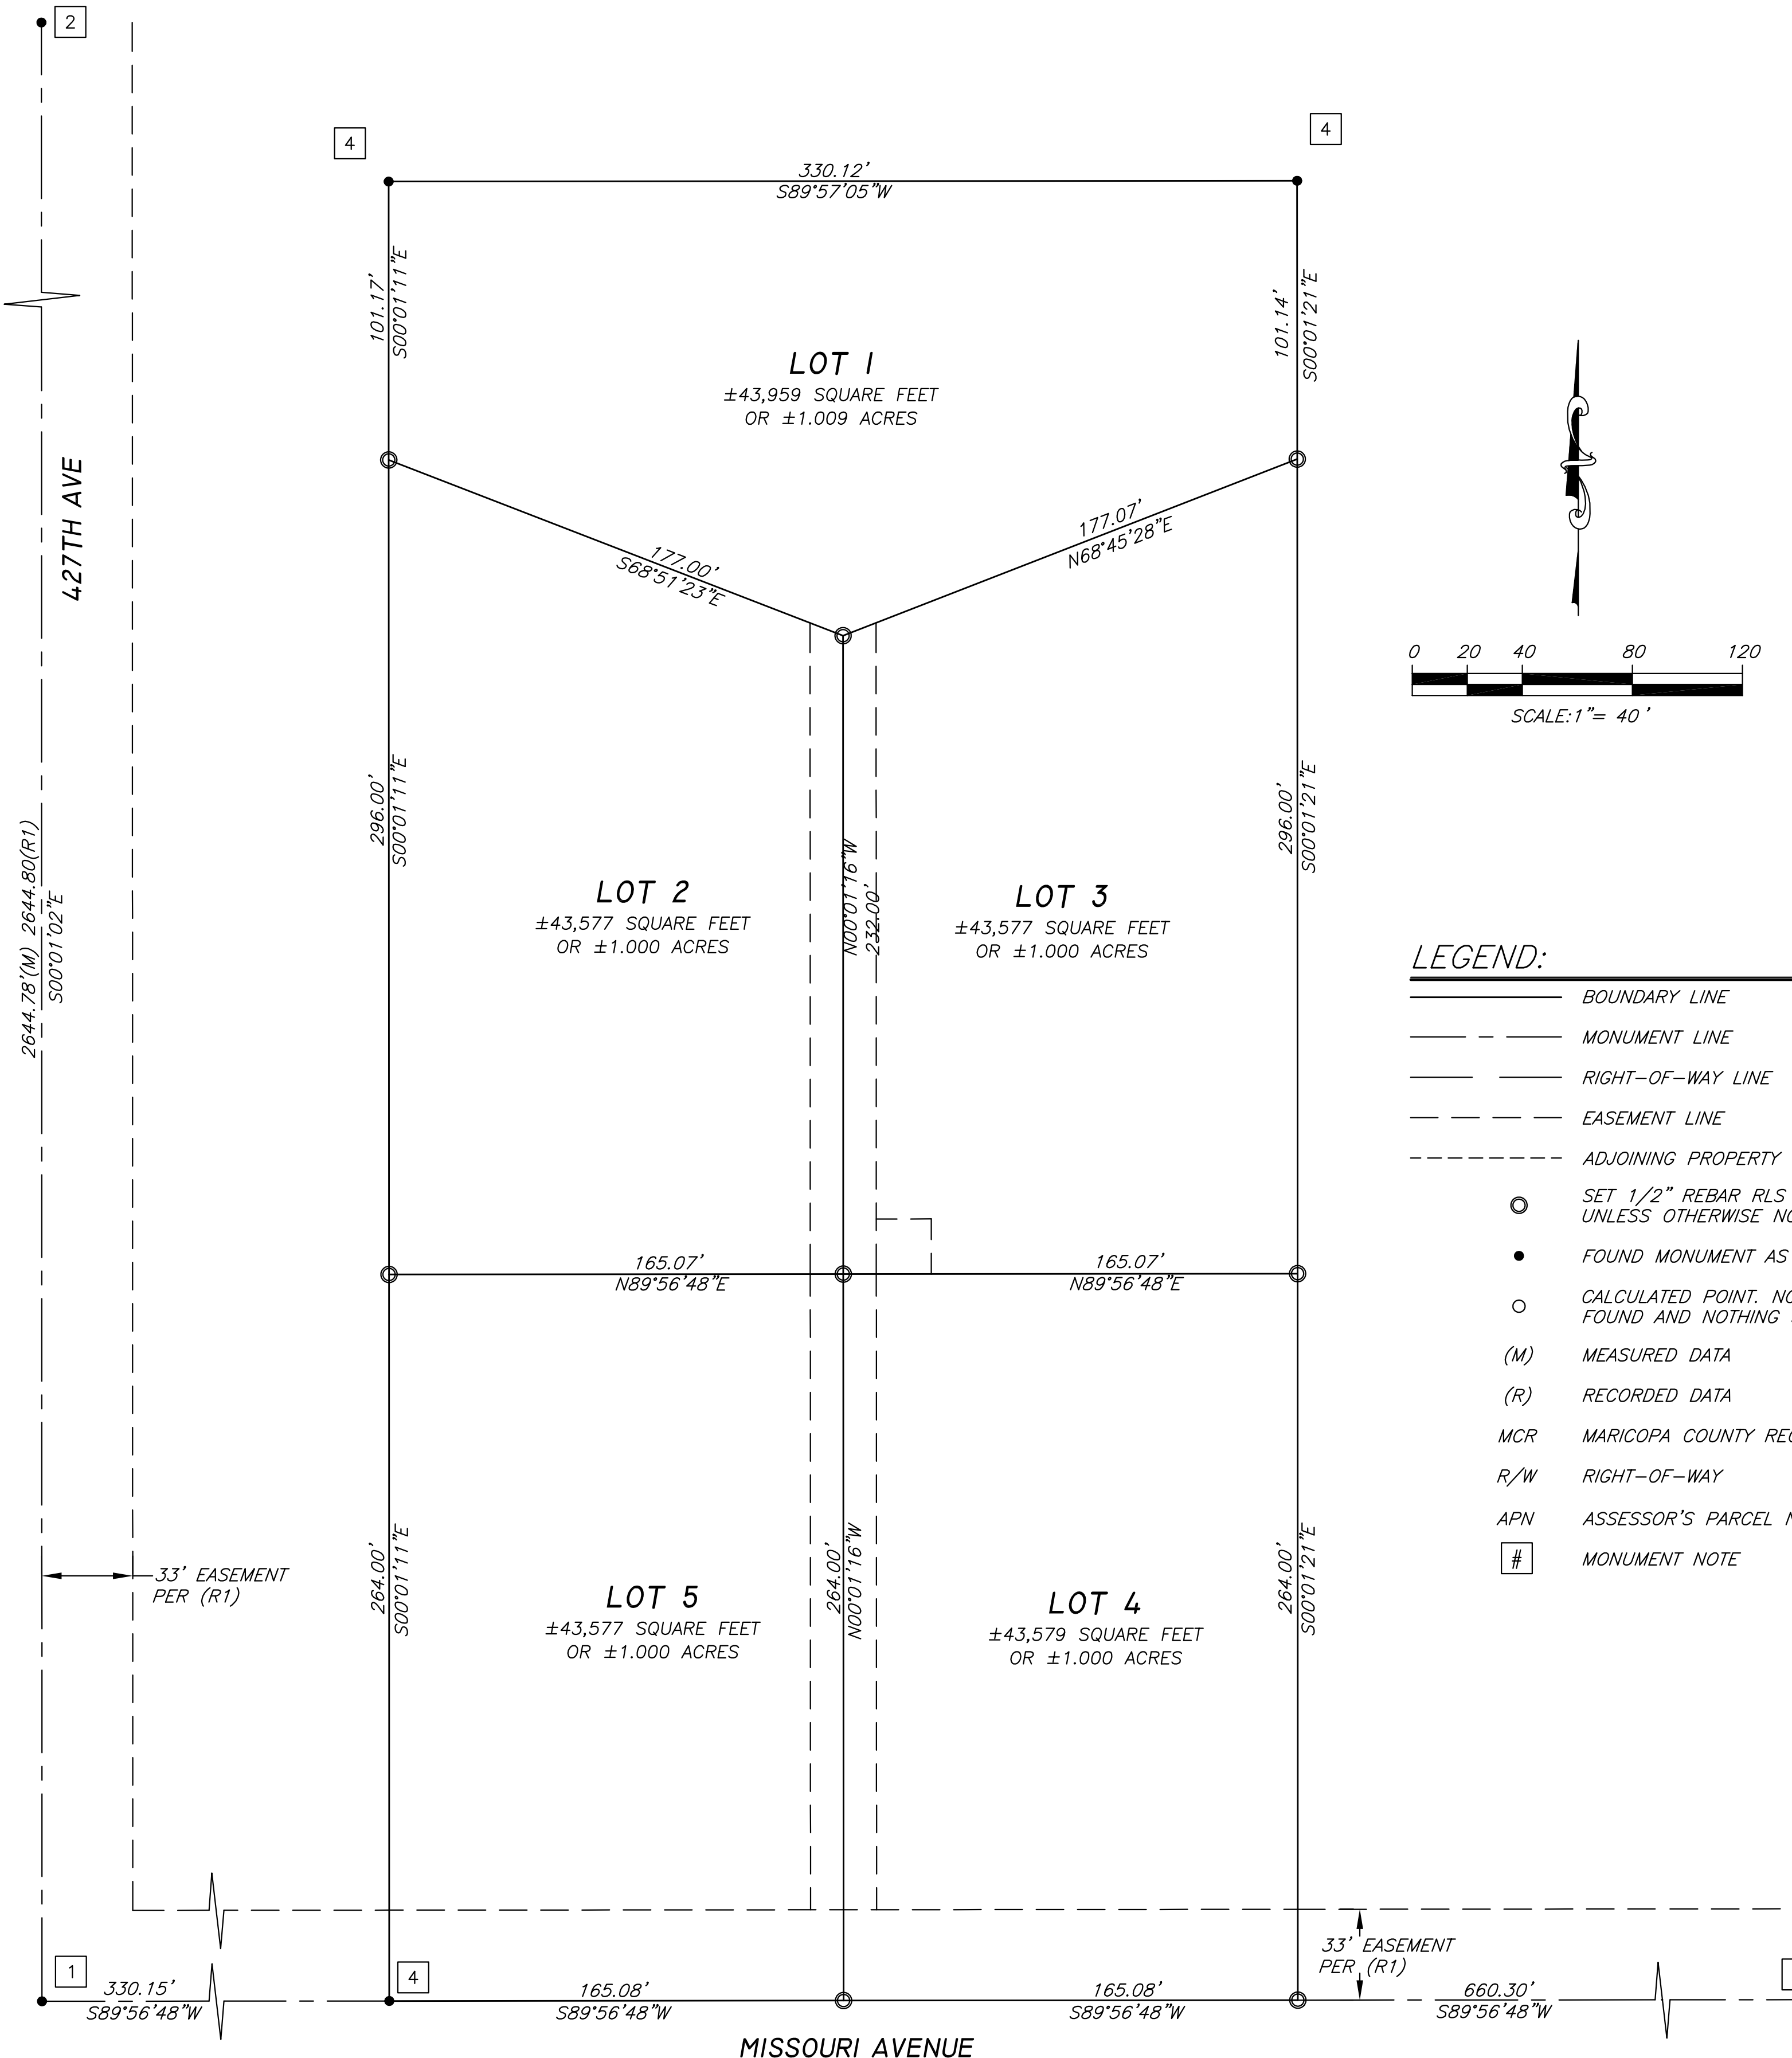 2
4
4
330.12'
S89°57'05"W
101.17'
S00°01'11"E
101.14'
S00°01'21"E
LOT 1
±43,959 SQUARE FEET
OR ±1.009 ACRES
427TH AVE
177.00'
S68°51'23"E
177.07'
N68°45'28"E
0 20 40 80 120
SCALE:1"= 40 '
2644.78'(M) 2644.80(R1)
S00°01'02"E
296.00'
S00°01'11"E
N00°01'16"W
232.00'
296.00'
S00°01'21"E
LOT 2
±43,577 SQUARE FEET
OR ±1.000 ACRES
LOT 3
±43,577 SQUARE FEET
OR ±1.000 ACRES
LEGEND:
BOUNDARY LINE
MONUMENT LINE
RIGHT-OF-WAY LINE
EASEMENT LINE
ADJOINING PROPERTY
SET 1/2" REBAR RLS
UNLESS OTHERWISE
FOUND MONUMENT AS
CALCULATED POINT.
FOUND AND NOTHING
(M) MEASURED DATA
(R) RECORDED DATA
MCR MARICOPA COUNTY
R/W RIGHT-OF-WAY
APN ASSESSOR'S PARCEL
# MONUMENT NOTE
165.07'
N89°56'48"E
165.07'
N89°56'48"E
264.00'
S00°01'11"E
264.00'
N00°01'16"W
264.00'
S00°01'21"E
33' EASEMENT
PER (R1)
LOT 5
±43,577 SQUARE FEET
OR ±1.000 ACRES
LOT 4
±43,579 SQUARE FEET
OR ±1.000 ACRES
33' EASEMENT
PER (R1)
1
4
330.15'
S89°56'48"W
165.08'
S89°56'48"W
165.08'
S89°56'48"W
660.30'
S89°56'48"W
MISSOURI AVENUE